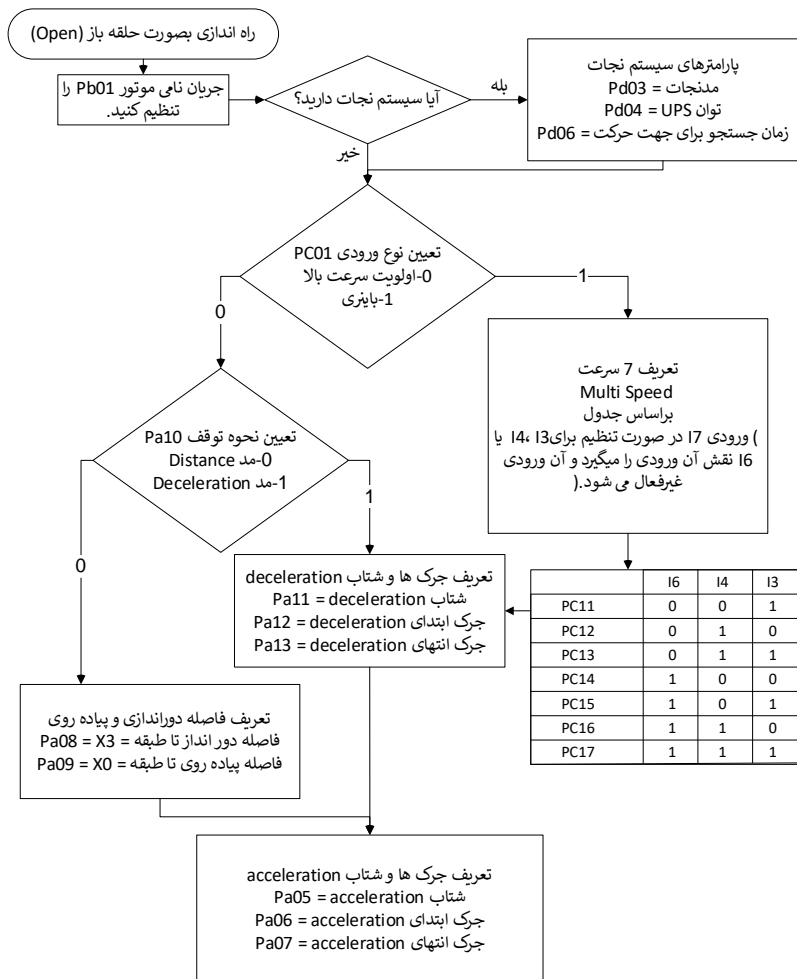 راه اندازی بصورت حلقه باز (Open)
جریان نامی موتور Pb01 را
تنظیم کنید.
آیا سیستم نجات دارید؟
بله
خیر
پارامترهای سیستم نجات
مدنجات = Pd03
توان UPS = Pd04
زمان جستجو برای جهت حرکت = Pd06
تعیین نوع ورودی PC01
0-اولویت سرعت بالا
1-باینری
0
1
تعریف 7 سرعت
Multi Speed
براساس جدول
) ورودی I7 در صورت تنظیم برای I3 ،I4 یا
I6 نقش آن ورودی را میگیرد و آن ورودی
غیرفعال می شود.(
تعیین نحوه توقف Pa10
0-مد Distance
1-مد Deceleration
1
0
تعریف جرک ها و شتاب deceleration
شتاب deceleration = Pa11
جرک ابتدای deceleration = Pa12
جرک انتهای deceleration = Pa13
I6 I4 I3
PC11 0 0 1
PC12 0 1 0
PC13 0 1 1
PC14 1 0 0
PC15 1 0 1
PC16 1 1 0
PC17 1 1 1
تعریف فاصله دوراندازی و پیاده روی
فاصله دور انداز تا طبقه = Pa08 = X3
فاصله پیاده روی تا طبقه = Pa09 = X0
تعریف جرک ها و شتاب acceleration
شتاب acceleration = Pa05
جرک ابتدای acceleration = Pa06
جرک انتهای acceleration = Pa07